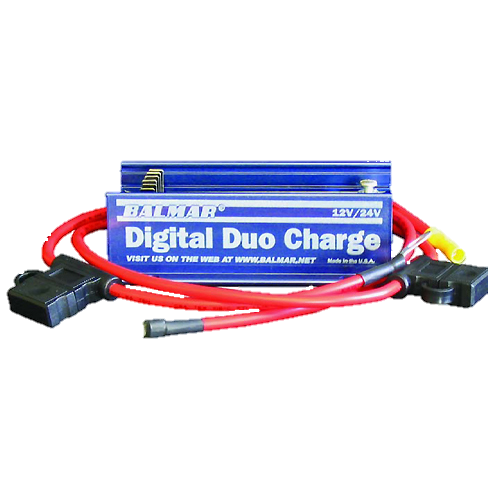 BALMAR®
12V/24V
Digital Duo Charge
VISIT US ON THE WEB AT WWW.BALMAR.NET
Made in the U.S.A.